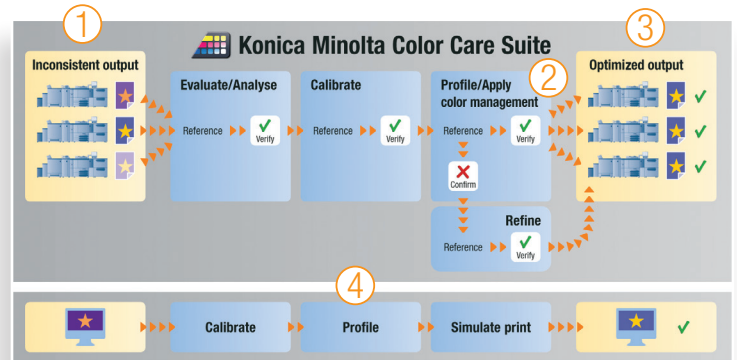 1
Konica Minolta Color Care Suite
3
Inconsistent output
Evaluate/Analyse
Calibrate
Profile/Apply
color management
2
Optimized output
Reference
Verify
Reference
Verify
Reference
Verify
Confirm
Refine
Reference
Verify
4
Calibrate
Profile
Simulate print